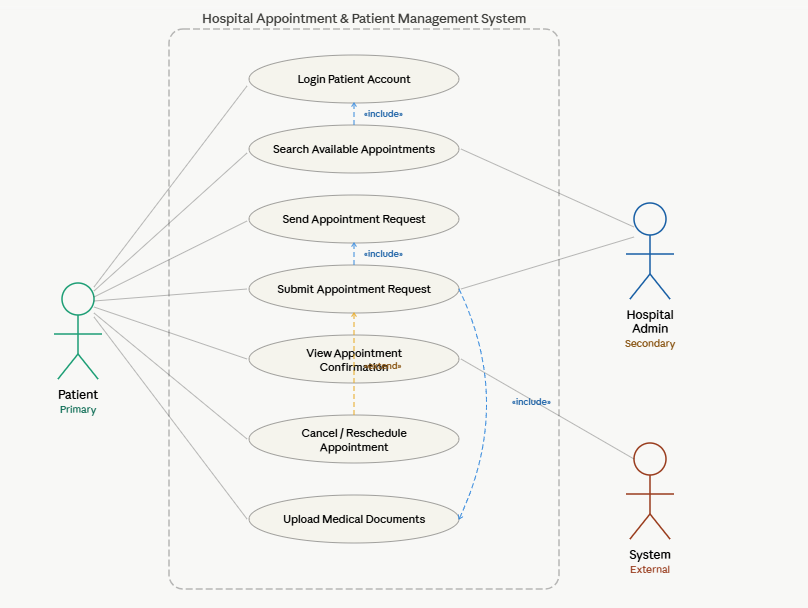 Hospital Appointment & Patient Management System
Login Patient Account
«include»
Search Available Appointments
Send Appointment Request
«include»
Submit Appointment Request
View Appointment
Confirmation
«extend»
«include»
Cancel / Reschedule
Appointment
Upload Medical Documents
Patient
Primary
Hospital
Admin
Secondary
System
External